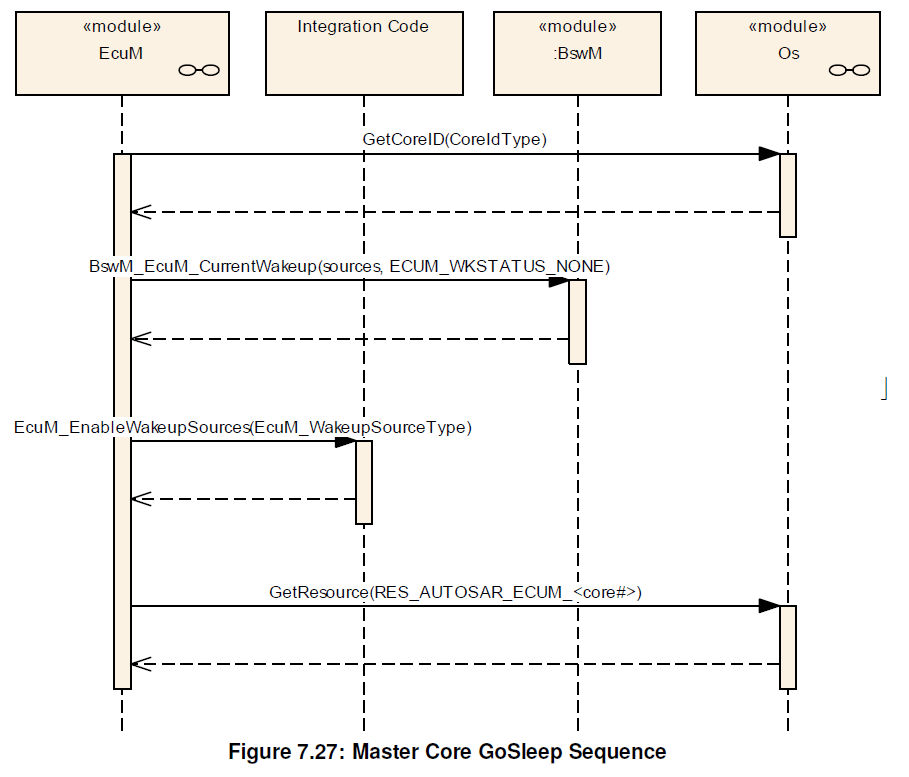 «module»
EcuM
Integration Code
«module»
:BswM
«module»
Os
GetCoreID(CoreIdType)
BswM_EcuM_CurrentWakeup(sources, ECUM_WKSTATUS_NONE)
EcuM_EnableWakeupSources(EcuM_WakeupSourceType)
GetResource(RES_AUTOSAR_ECUM_<core#>)
⌋
Figure 7.27: Master Core GoSleep Sequence